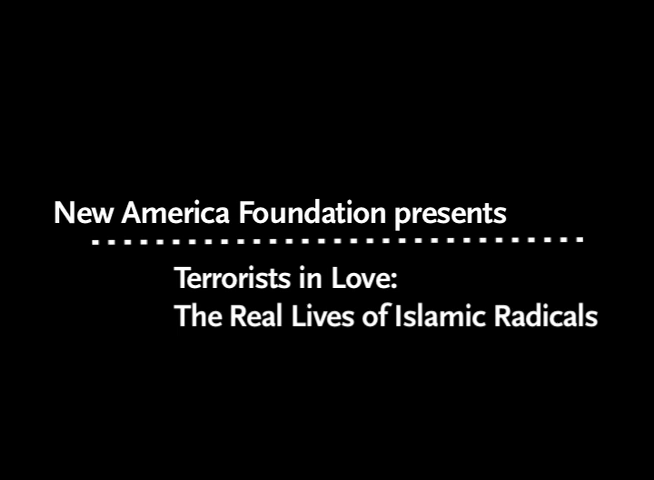 New America Foundation presents
Terrorists in Love:
The Real Lives of Islamic Radicals